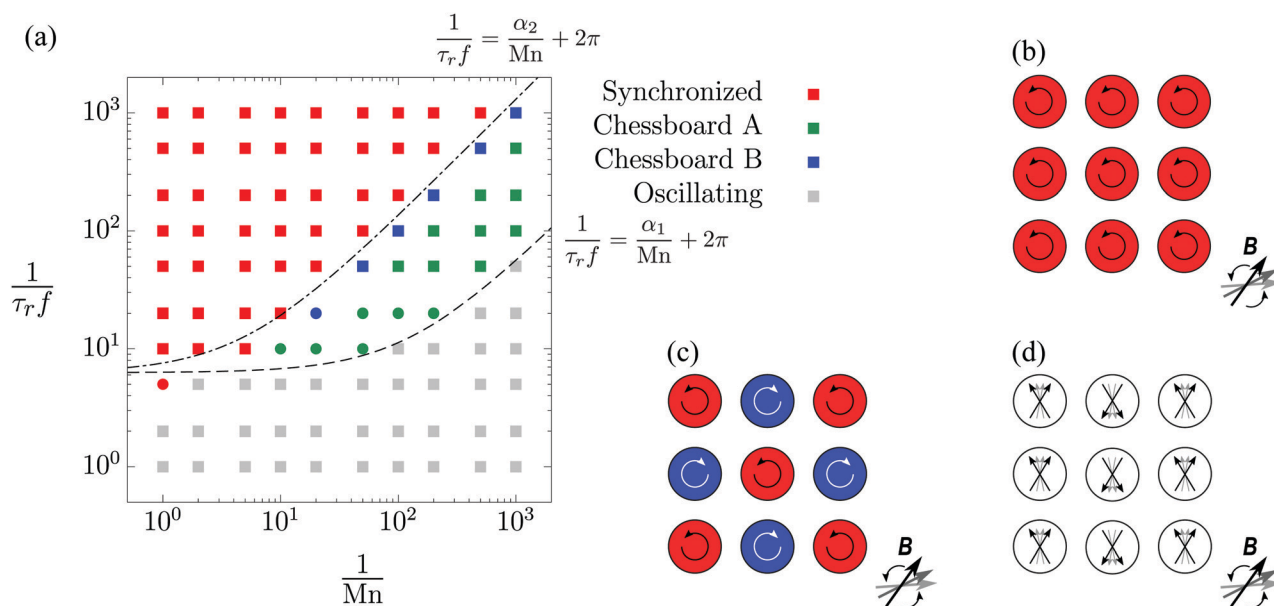 (a)
1/(τ_r f) = α_2/Mn + 2π
10^3
10^2
10^1
10^0
1/(τ_r f)
10^0 10^1 10^2 10^3
1/Mn
Synchronized
Chessboard A
Chessboard B
Oscillating
1/(τ_r f) = α_1/Mn + 2π
(b)
B
(c)
B
(d)
B